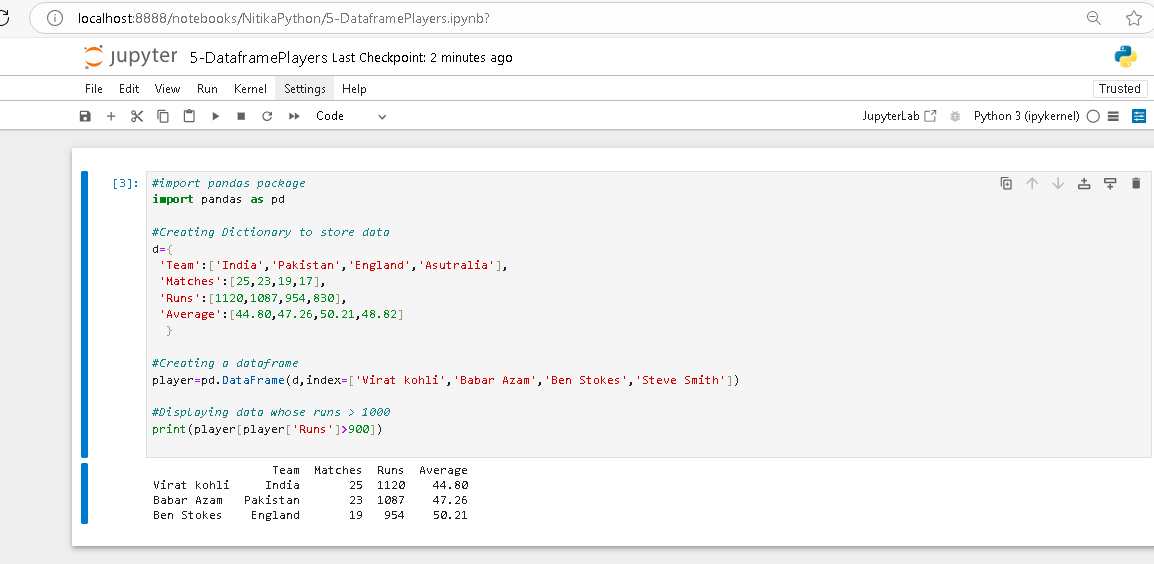 localhost:8888/notebooks/NitikaPython/5-DataframePlayers.ipynb?
jupyter 5-DataframePlayers Last Checkpoint: 2 minutes ago
File Edit View Run Kernel Settings Help
Trusted
Code
JupyterLab
Python 3 (ipykernel)
[3]:
#import pandas package
import pandas as pd
#Creating Dictionary to store data
d={
'Team':['India','Pakistan','England','Asutralia'],
'Matches':[25,23,19,17],
'Runs':[1120,1087,954,830],
'Average':[44.80,47.26,50.21,48.82]
}
#Creating a dataframe
player=pd.DataFrame(d,index=['Virat kohli','Babar Azam','Ben Stokes','Steve Smith'])
#Displaying data whose runs > 1000
print(player[player['Runs']>900])
Team Matches Runs Average
Virat kohli India 25 1120 44.80
Babar Azam Pakistan 23 1087 47.26
Ben Stokes England 19 954 50.21